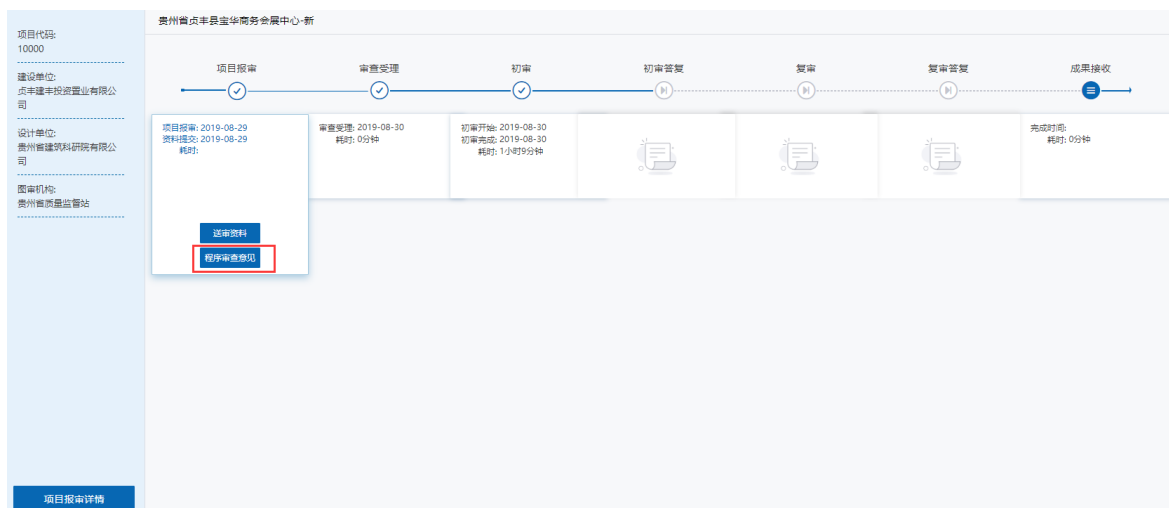 贵州省贞丰县宝华商务会展中心-新
项目代码:
10000
建设单位:
贞丰建丰投资置业有限公
司
设计单位:
贵州省建筑科研院有限公
司
图审机构:
贵州省质量监督站
项目报审详情
项目报审
审查受理
初审
初审答复
复审
复审答复
成果接收
项目报审: 2019-08-29
资料提交: 2019-08-29
耗时:
送审资料
程序审查意见
审查受理: 2019-08-30
耗时: 0分钟
初审开始: 2019-08-30
初审完成: 2019-08-30
耗时: 1小时9分钟
完成时间:
耗时: 0分钟